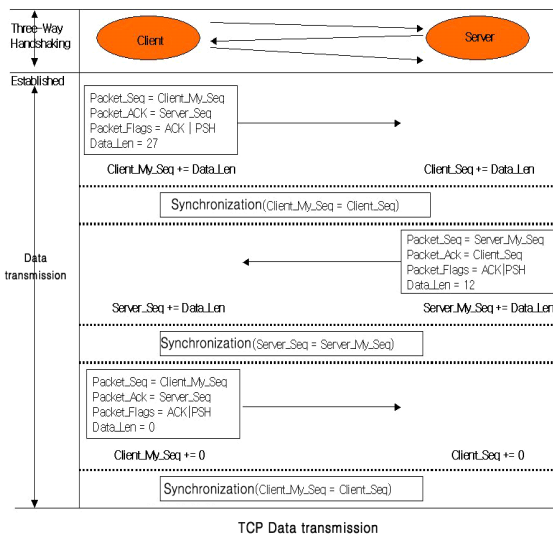 Three-Way
Handshaking
Client
Server
Established
Packet_Seq = Client_My_Seq
Packet_ACK = Server_Seq
Packet_Flags = ACK | PSH
Data_Len = 27
Client_My_Seq += Data_Len
Client_Seq += Data_Len
Synchronization(Client_My_Seq = Client_Seq)
Data
transmission
Packet_Seq = Server_My_Seq
Packet_Ack = Client_Seq
Packet_Flags = ACK|PSH
Data_Len = 12
Server_Seq += Data_Len
Server_My_Seq += Data_Len
Synchronization(Server_Seq = Server_My_Seq)
Packet_Seq = Client_My_Seq
Packet_Ack = Server_Seq
Packet_Flags = ACK|PSH
Data_Len = 0
Client_My_Seq += 0
Client_Seq += 0
Synchronization(Client_My_Seq = Client_Seq)
TCP Data transmission